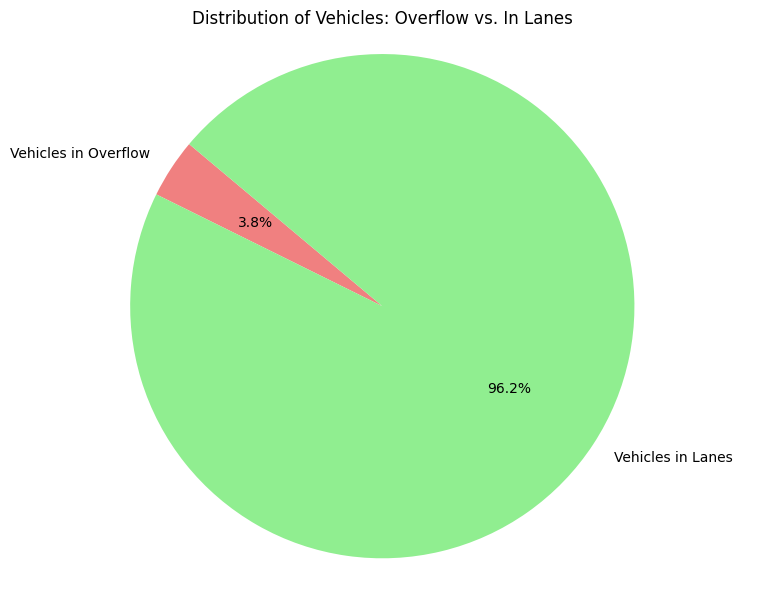 Distribution of Vehicles: Overflow vs. In Lanes
Vehicles in Overflow
3.8%
96.2%
Vehicles in Lanes